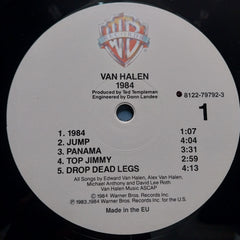 WB
RECORDS
Produced by Ted Templeman
Engineered by Donn Landee
VAN HALEN
1984
8122-79792-3
1
1. 1984 1:07
2. JUMP 4:04
3. PANAMA 3:31
4. TOP JIMMY 2:59
5. DROP DEAD LEGS 4:13
All Songs by Edward Van Halen, Alex Van Halen,
Michael Anthony and David Lee Roth
Van Halen Music ASCAP
Ⓒ 1984 Warner Bros. Records Inc.
Ⓟ 1983,1984 Warner Bros. Records Inc. for the U.S.
Made in the EU